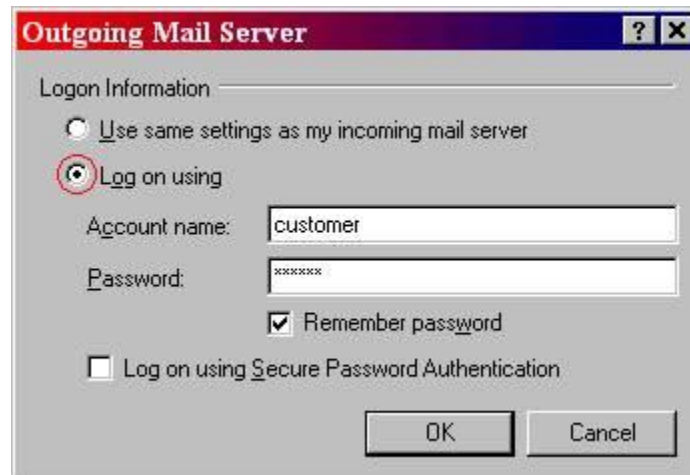 Outgoing Mail Server
Logon Information
Use same settings as my incoming mail server
Log on using
Account name: customer
Password: ******
Remember password
Log on using Secure Password Authentication
OK Cancel